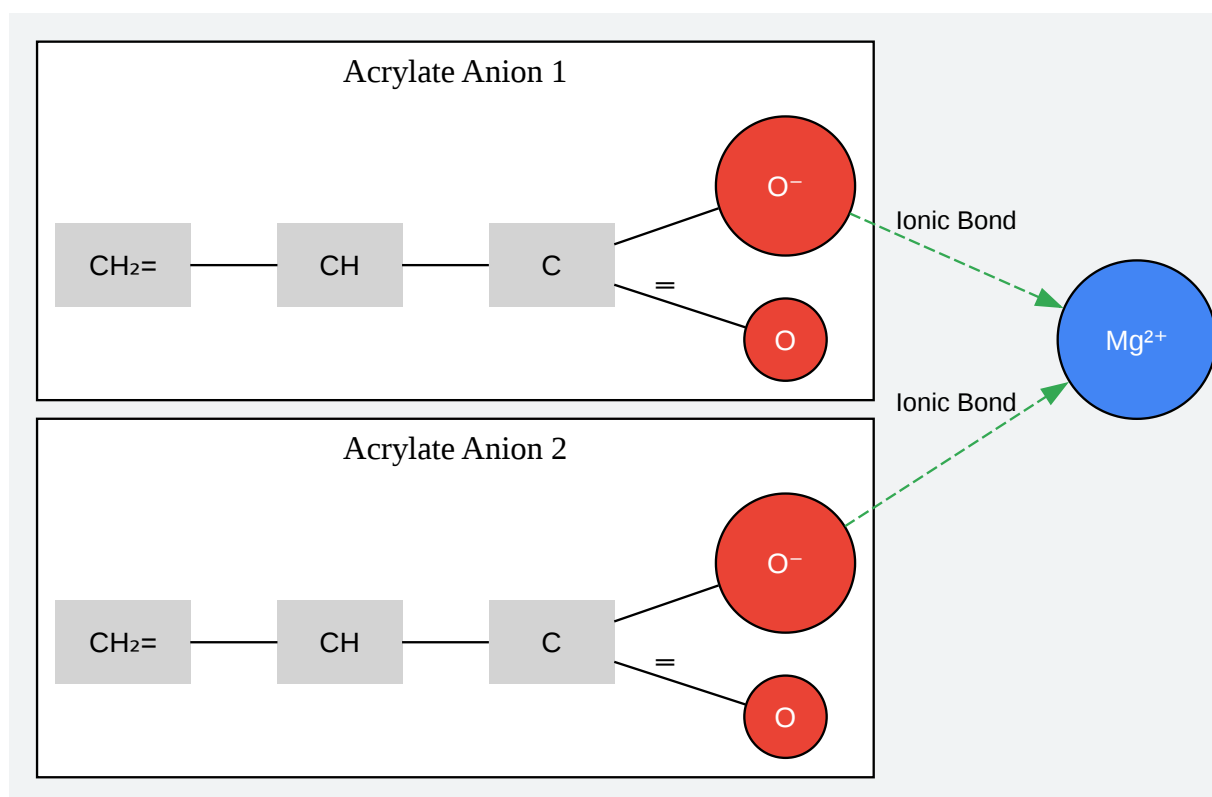 Acrylate Anion 1
O⁻
Ionic Bond
CH₂=
CH
C
=
O
Mg²⁺
Ionic Bond
Acrylate Anion 2
O⁻
CH₂=
CH
C
=
O